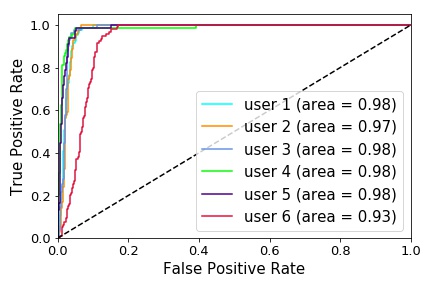 1.0
0.8
0.6
0.4
0.2
0.0
True Positive Rate
user 1 (area = 0.98)
user 2 (area = 0.97)
user 3 (area = 0.98)
user 4 (area = 0.98)
user 5 (area = 0.98)
user 6 (area = 0.93)
0.0 0.2 0.4 0.6 0.8 1.0
False Positive Rate